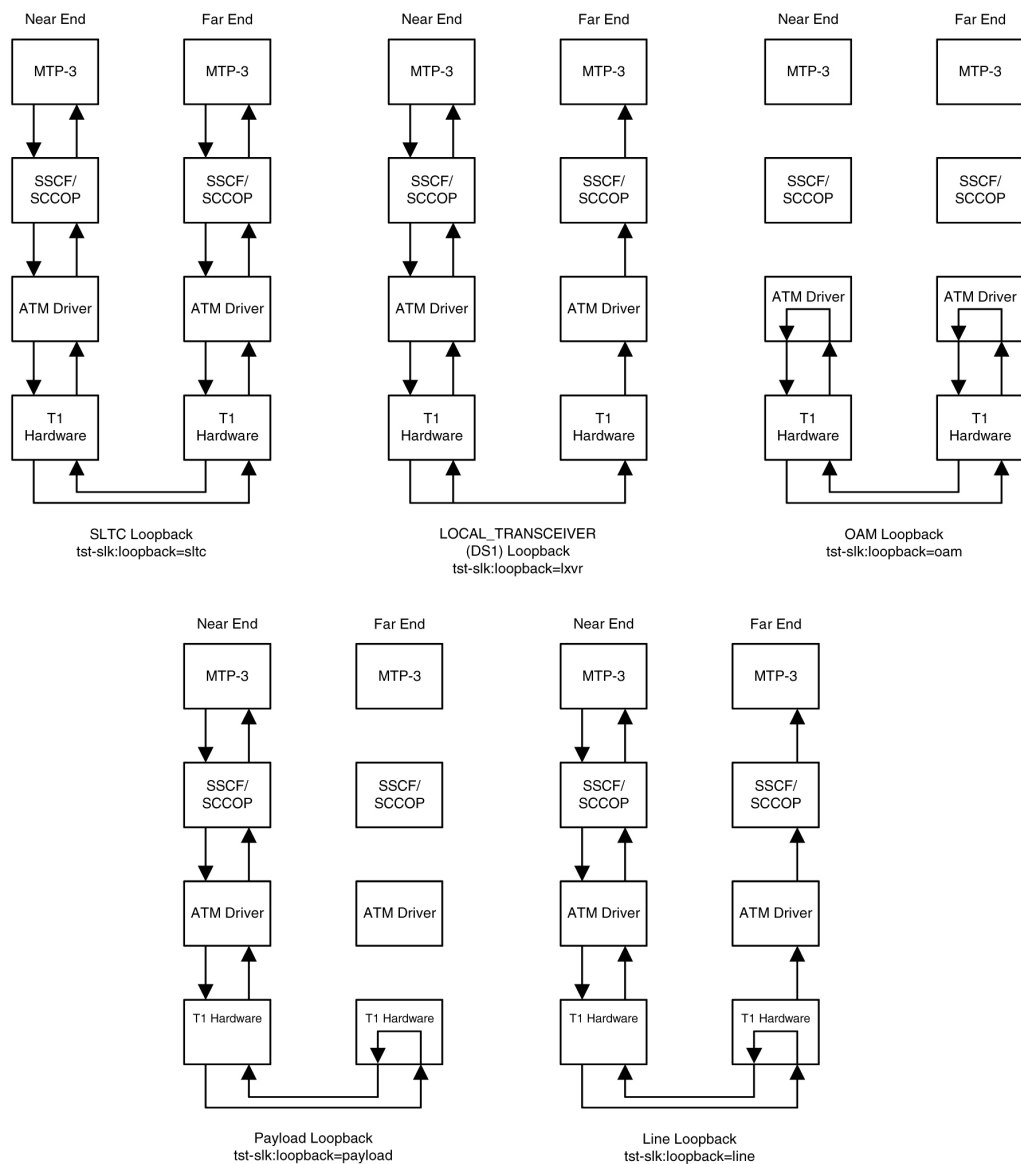 Near End
Far End
Near End
Far End
Near End
Far End
MTP-3
MTP-3
MTP-3
MTP-3
MTP-3
MTP-3
SSCF/
SCCOP
SSCF/
SCCOP
SSCF/
SCCOP
SSCF/
SCCOP
SSCF/
SCCOP
SSCF/
SCCOP
ATM Driver
ATM Driver
ATM Driver
ATM Driver
ATM Driver
ATM Driver
T1
Hardware
T1
Hardware
T1
Hardware
T1
Hardware
T1
Hardware
T1
Hardware
SLTC Loopback
tst-slk:loopback=sltc
LOCAL_TRANSCEIVER
(DS1) Loopback
tst-slk:loopback=lxvr
OAM Loopback
tst-slk:loopback=oam
Near End
Far End
Near End
Far End
MTP-3
MTP-3
MTP-3
MTP-3
SSCF/
SCCOP
SSCF/
SCCOP
SSCF/
SCCOP
SSCF/
SCCOP
ATM Driver
ATM Driver
ATM Driver
ATM Driver
T1 Hardware
T1 Hardware
T1 Hardware
T1 Hardware
Payload Loopback
tst-slk:loopback=payload
Line Loopback
tst-slk:loopback=line